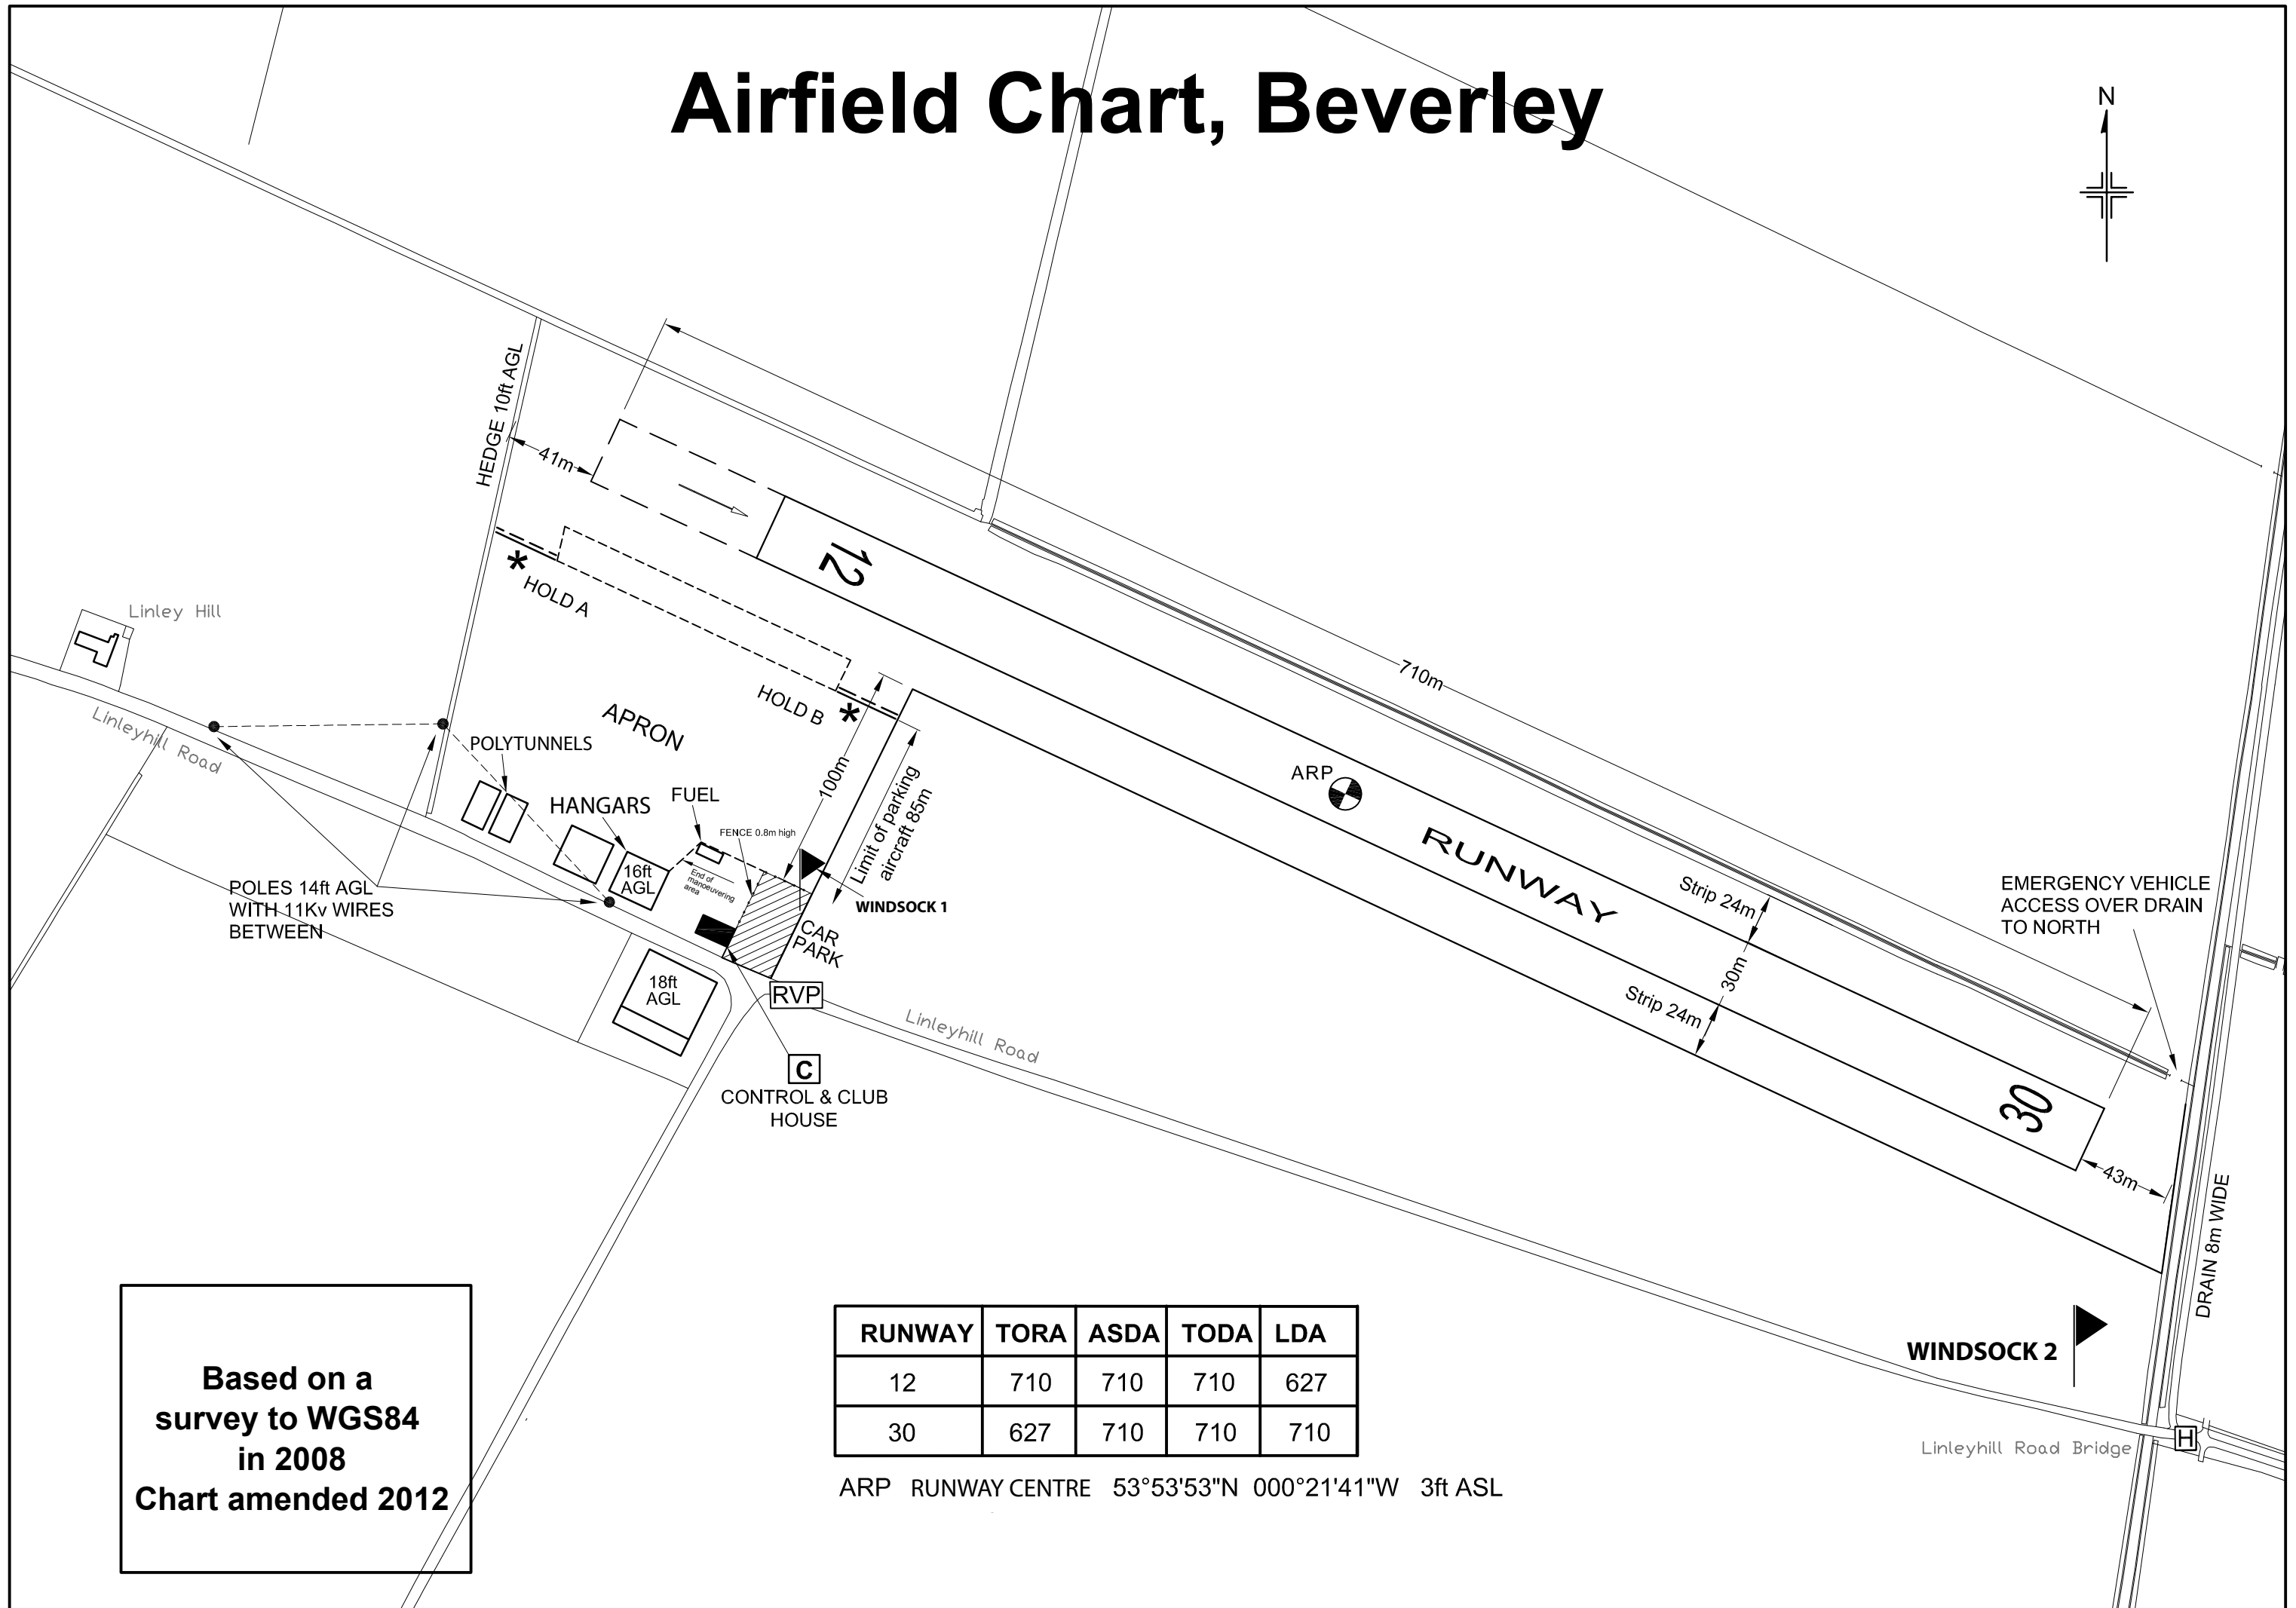 Airfield Chart, Beverley
N
HEDGE 10ft AGL
41m
12
HOLD A
Linley Hill
710m
HOLD B
APRON
Linleyhill Road
POLYTUNNELS
100m
Limit of parking
aircraft 85m
ARP
HANGARS
FUEL
FENCE 0.8m high
RUNWAY
16ft
AGL
End of
manoeuvering
area
Strip 24m
POLES 14ft AGL
WITH 11Kv WIRES
BETWEEN
WINDSOCK 1
EMERGENCY VEHICLE
ACCESS OVER DRAIN
TO NORTH
CAR
PARK
30m
18ft
AGL
RVP
Strip 24m
Linleyhill Road
C
CONTROL & CLUB
HOUSE
30
43m
DRAIN 8m WIDE
WINDSOCK 2
Based on a
survey to WGS84
in 2008
Chart amended 2012
RUNWAY TORA ASDA TODA LDA
12 710 710 710 627
30 627 710 710 710
Linleyhill Road Bridge
H
ARP RUNWAY CENTRE 53°53'53"N 000°21'41"W 3ft ASL